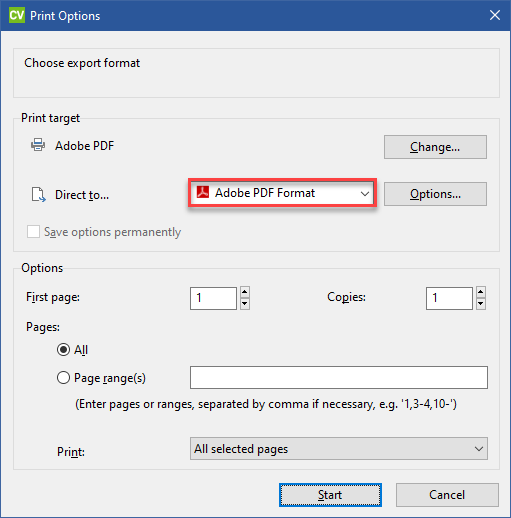 CV Print Options
Choose export format
Print target
Adobe PDF
Change...
Direct to...
Adobe PDF Format
Options...
Save options permanently
Options
First page: 1 Copies: 1
Pages:
All
Page range(s)
(Enter pages or ranges, separated by comma if necessary, e.g. '1,3-4,10-')
Print: All selected pages
Start Cancel